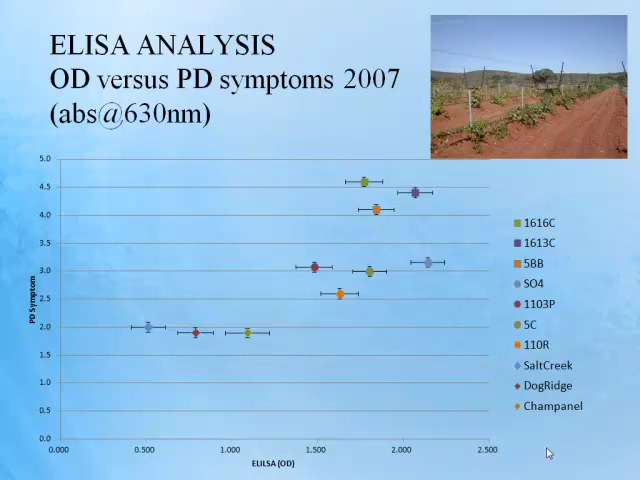 ELISA ANALYSIS
OD versus PD symptoms 2007
(abs@630nm)
5.0
4.5
4.0
3.5
3.0
2.5
2.0
1.5
1.0
0.5
0.0
PD Symptom
0.000 0.500 1.000 1.500 2.000 2.500
ELILSA (OD)
1616C
1613C
5BB
SO4
1103P
5C
110R
SaltCreek
DogRidge
Champanel